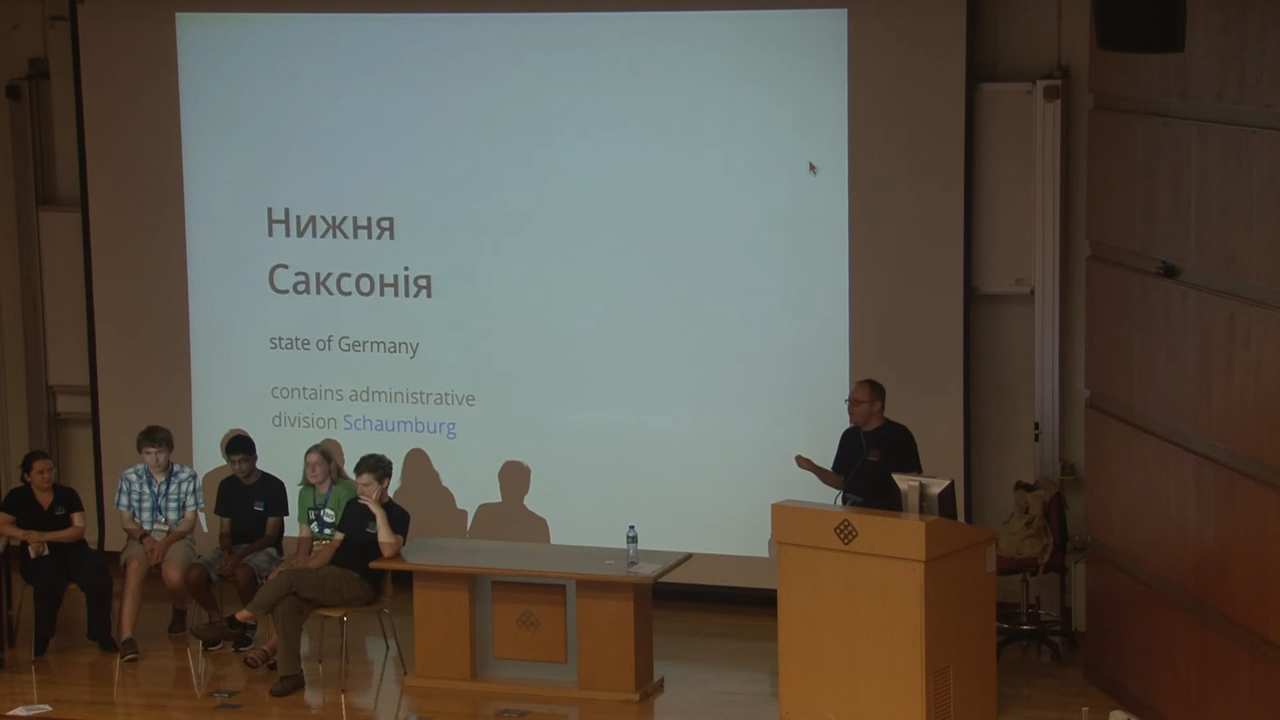 Нижня
Саксонія
state of Germany
contains administrative
division Schaumburg